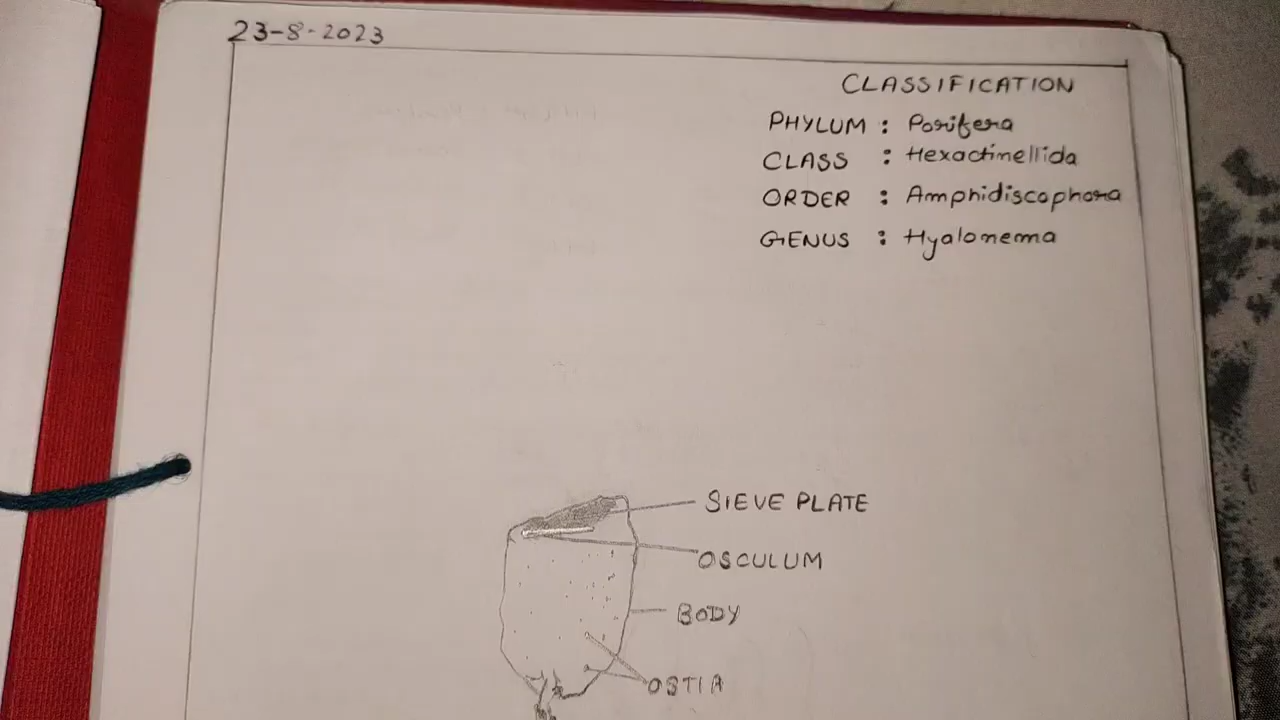 23-8-2023
CLASSIFICATION
PHYLUM : Porifera
CLASS : Hexactinellida
ORDER : Amphidiscophora
GENUS : Hyalonema
SIEVE PLATE
OSCULUM
BODY
OSTIA